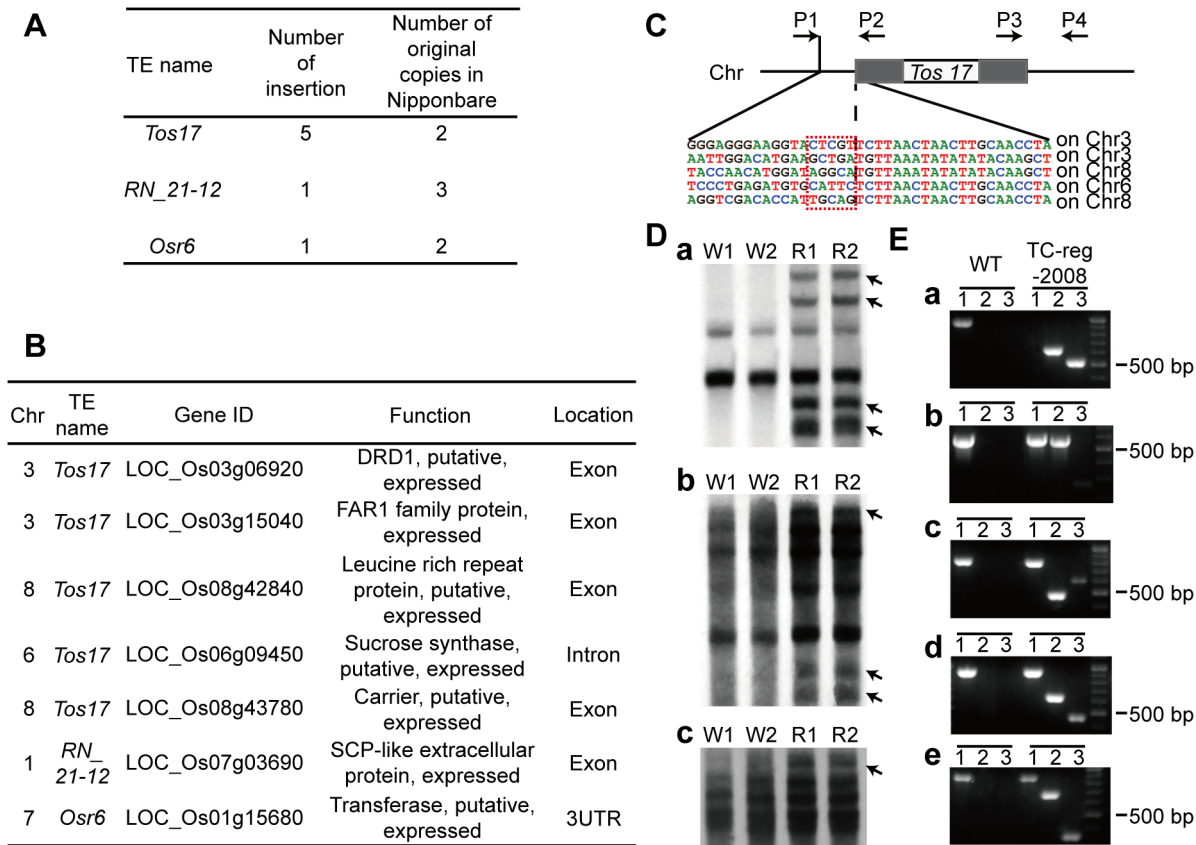 A
TE name
Number
of
insertion
Number of
original
copies in
Nipponbare
Tos17 5 2
RN_21-12 1 3
Osr6 1 2
B
Chr
TE
name
Gene ID
Function
Location
3 Tos17 LOC_Os03g06920 DRD1, putative,
expressed Exon
3 Tos17 LOC_Os03g15040 FAR1 family protein,
expressed Exon
8 Tos17 LOC_Os08g42840 Leucine rich repeat
protein, putative,
expressed Exon
6 Tos17 LOC_Os06g09450 Sucrose synthase,
putative, expressed Intron
8 Tos17 LOC_Os08g43780 Carrier, putative,
expressed Exon
1 RN_
21-12 LOC_Os07g03690 SCP-like extracellular
protein, expressed Exon
7 Osr6 LOC_Os01g15680 Transferase, putative,
expressed 3UTR
C
P1 P2 P3 P4
Chr
Tos 17
GGGAGGGAAGGTACTCGTTCTTAACTAACTTGCAACCTA on Chr3
AATTGGACATGAAGCTGATGTTAAATATATATACAAGCT on Chr3
TACCAACATGGATAGGCATGTTAAATATATATACAAGCT on Chr8
TCCCTGAGATGTGCATTCTCTTAACTAACTTGCAACCTA on Chr6
AGGTCGACACCATTGCAGTCTTAACTAACTTGCAACCTA on Chr8
D
a
W1 W2 R1 R2
b
W1 W2 R1 R2
c
W1 W2 R1 R2
E
WT
TC-reg
-2008
a
1 2 3 1 2 3
500 bp
b
1 2 3 1 2 3
500 bp
c
1 2 3 1 2 3
500 bp
d
1 2 3 1 2 3
500 bp
e
1 2 3 1 2 3
500 bp